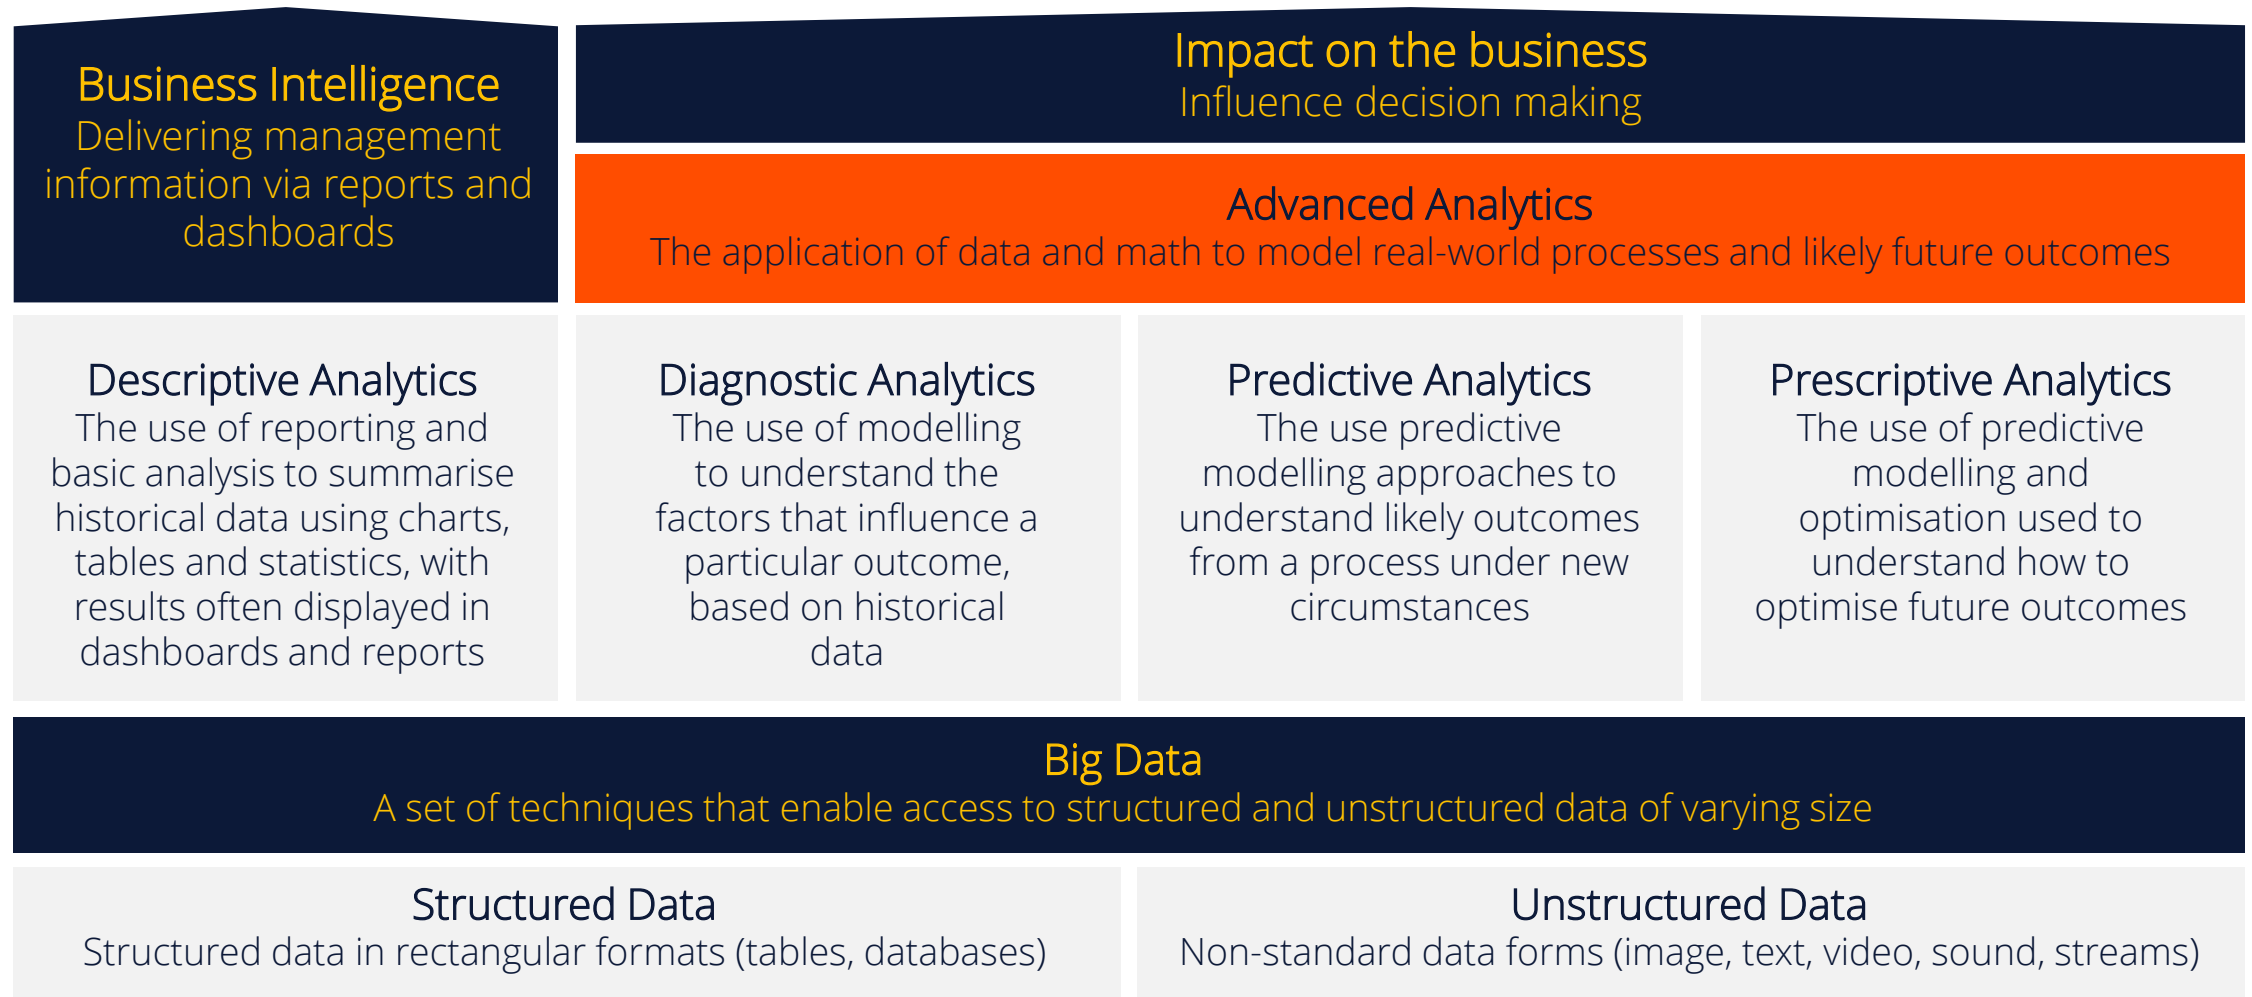 Business Intelligence
Delivering management
information via reports and
dashboards
Impact on the business
Influence decision making
Advanced Analytics
The application of data and math to model real-world processes and likely future outcomes
Descriptive Analytics
The use of reporting and
basic analysis to summarise
historical data using charts,
tables and statistics, with
results often displayed in
dashboards and reports
Diagnostic Analytics
The use of modelling
to understand the
factors that influence a
particular outcome,
based on historical
data
Predictive Analytics
The use predictive
modelling approaches to
understand likely outcomes
from a process under new
circumstances
Prescriptive Analytics
The use of predictive
modelling and
optimisation used to
understand how to
optimise future outcomes
Big Data
A set of techniques that enable access to structured and unstructured data of varying size
Structured Data
Structured data in rectangular formats (tables, databases)
Unstructured Data
Non-standard data forms (image, text, video, sound, streams)